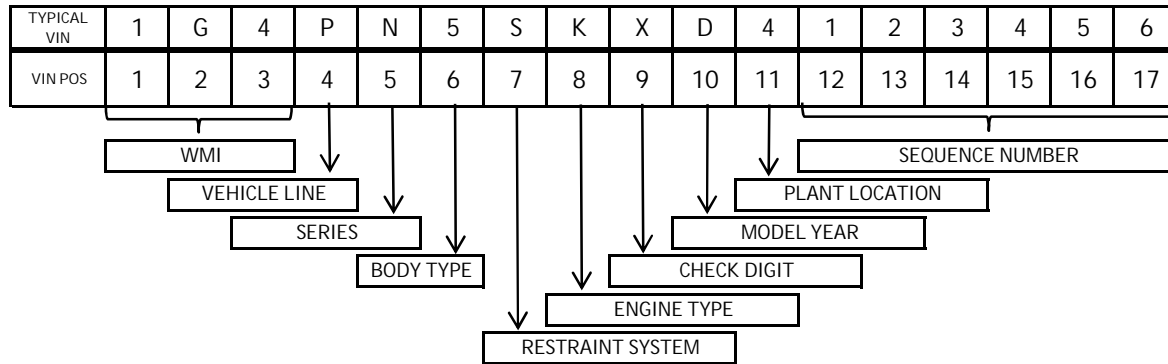 TYPICAL VIN 1 G 4 P N 5 S K X D 4 1 2 3 4 5 6
VIN POS 1 2 3 4 5 6 7 8 9 10 11 12 13 14 15 16 17
WMI SEQUENCE NUMBER
VEHICLE LINE PLANT LOCATION
SERIES MODEL YEAR
BODY TYPE CHECK DIGIT
ENGINE TYPE
RESTRAINT SYSTEM